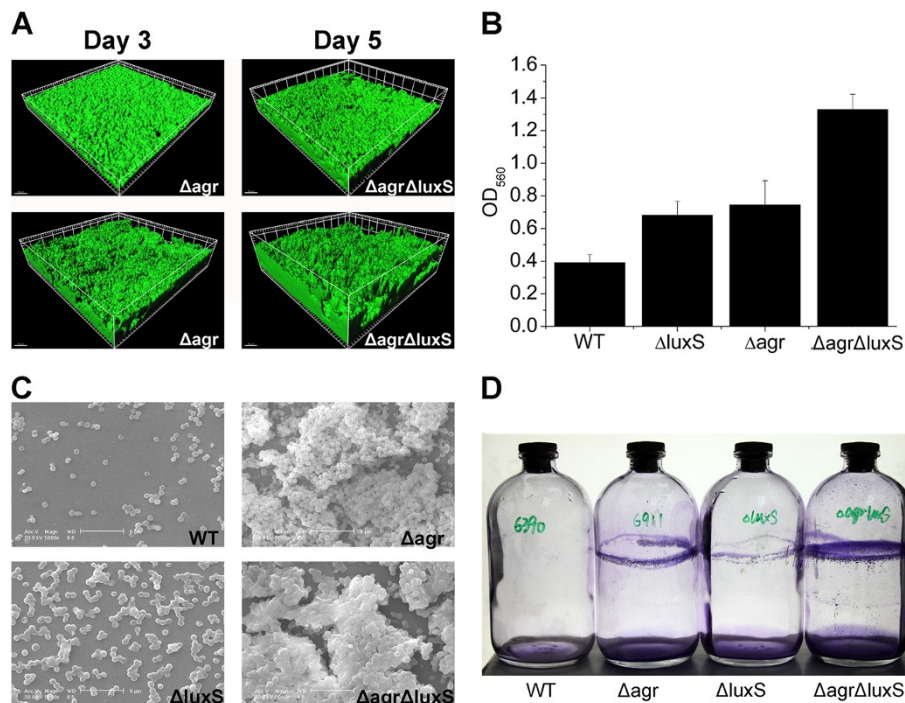 A
Day 3
Day 5
Δagr
ΔagrΔluxS
Δagr
ΔagrΔluxS
B
OD560
1.6
1.4
1.2
1.0
0.8
0.6
0.4
0.2
0.0
WT
ΔluxS
Δagr
ΔagrΔluxS
C
WT
Δagr
ΔluxS
ΔagrΔluxS
D
6390
6911
ΔluxS
Δagr-luxS
WT
Δagr
ΔluxS
ΔagrΔluxS